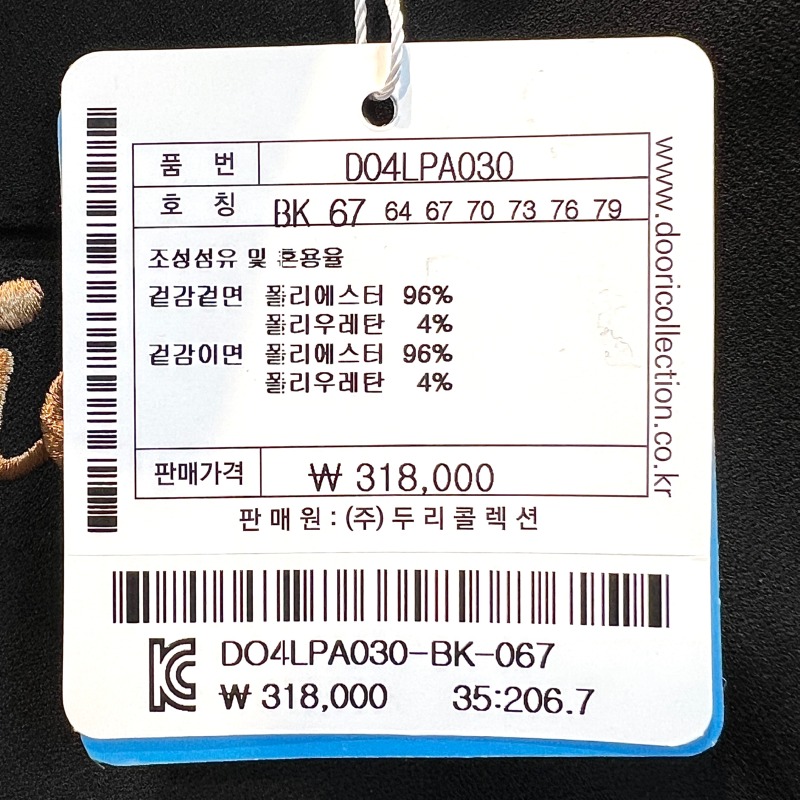 품 번 DO4LPA030
호 칭 BK 67 64 67 70 73 76 79
조성섬유 및 혼용율
겉감겉면 폴리에스터 96%
폴리우레탄 4%
겉감이면 폴리에스터 96%
폴리우레탄 4%
판매가격 ₩ 318,000
판매원 : (주)두리콜렉션
www.dooricollection.co.kr
DO4LPA030-BK-067
₩ 318,000 35:206.7